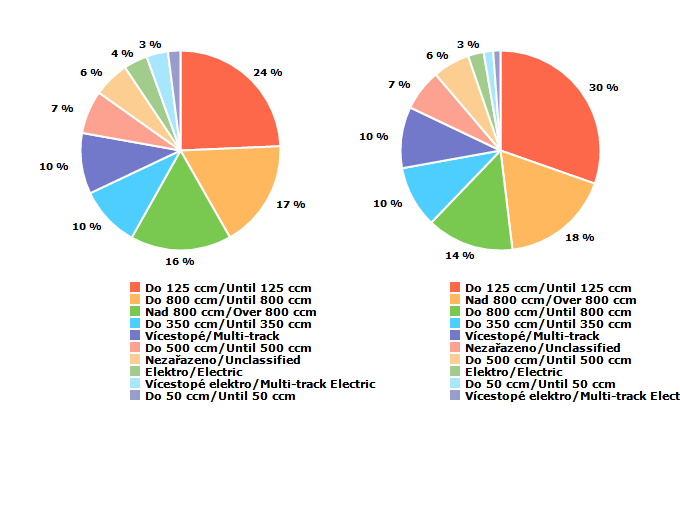 3 %
4 %
6 %
7 %
10 %
10 %
16 %
17 %
24 %
Do 125 ccm/Until 125 ccm
Do 800 ccm/Until 800 ccm
Nad 800 ccm/Over 800 ccm
Do 350 ccm/Until 350 ccm
Vícestopé/Multi-track
Do 500 ccm/Until 500 ccm
Nezařazeno/Unclassified
Elektro/Electric
Vícestopé elektro/Multi-track Electric
Do 50 ccm/Until 50 ccm
3 %
6 %
7 %
10 %
10 %
14 %
18 %
30 %
Do 125 ccm/Until 125 ccm
Nad 800 ccm/Over 800 ccm
Do 800 ccm/Until 800 ccm
Do 350 ccm/Until 350 ccm
Vícestopé/Multi-track
Nezařazeno/Unclassified
Do 500 ccm/Until 500 ccm
Elektro/Electric
Do 50 ccm/Until 50 ccm
Vícestopé elektro/Multi-track Elect